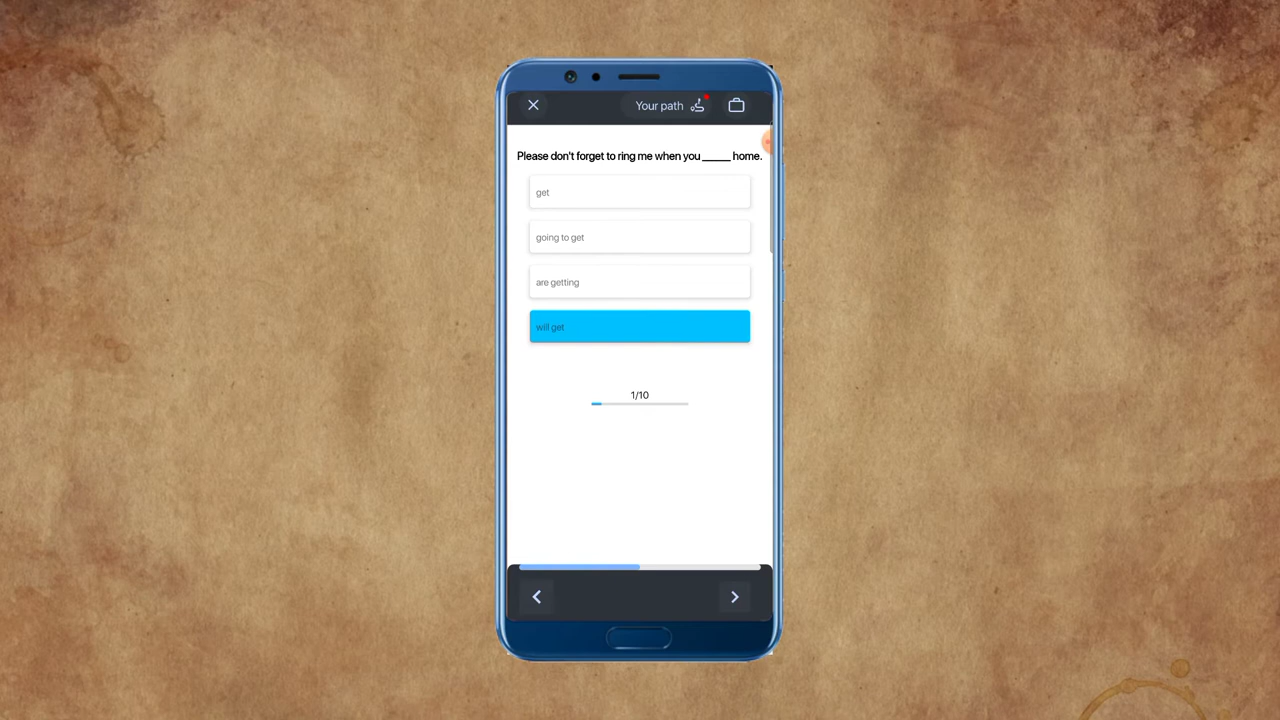 Your path
Please don't forget to ring me when you _____ home.
get
going to get
are getting
will get
1/10